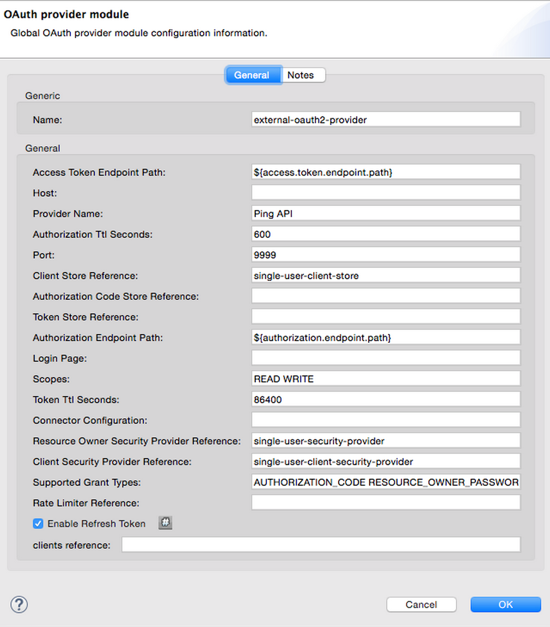 OAuth provider module
Global OAuth provider module configuration information.
General Notes
Generic
Name: external-oauth2-provider
General
Access Token Endpoint Path: ${access.token.endpoint.path}
Host:
Provider Name: Ping API
Authorization Ttl Seconds: 600
Port: 9999
Client Store Reference: single-user-client-store
Authorization Code Store Reference:
Token Store Reference:
Authorization Endpoint Path: ${authorization.endpoint.path}
Login Page:
Scopes: READ WRITE
Token Ttl Seconds: 86400
Connector Configuration:
Resource Owner Security Provider Reference: single-user-security-provider
Client Security Provider Reference: single-user-client-security-provider
Supported Grant Types: AUTHORIZATION_CODE RESOURCE_OWNER_PASSWOR
Rate Limiter Reference:
Enable Refresh Token #
clients reference:
? Cancel OK